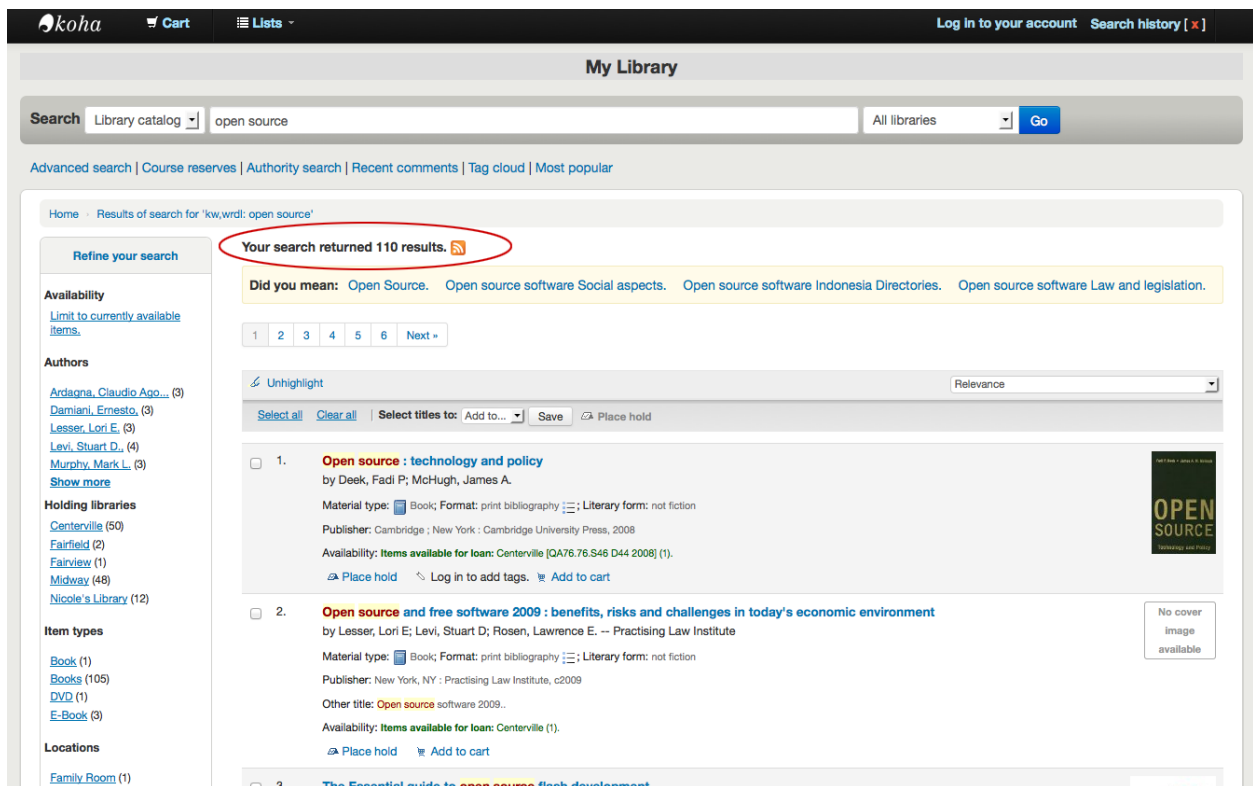 koha Cart Lists Log in to your account Search history [ x ]
My Library
Search Library catalog open source All libraries Go
Advanced search | Course reserves | Authority search | Recent comments | Tag cloud | Most popular
Home Results of search for 'kw,wrdl: open source'
Refine your search
Availability
Limit to currently available
items.
Authors
Ardagna, Claudio Ago... (3)
Damiani, Ernesto, (3)
Lesser, Lori E. (3)
Levi, Stuart D., (4)
Murphy, Mark L. (3)
Show more
Holding libraries
Centerville (50)
Fairfield (2)
Fairview (1)
Midway (48)
Nicole's Library (12)
Item types
Book (1)
Books (105)
DVD (1)
E-Book (3)
Locations
Family Room (1)
Your search returned 110 results.
Did you mean: Open Source. Open source software Social aspects. Open source software Indonesia Directories. Open source software Law and legislation.
1 2 3 4 5 6 Next »
Unhighlight Relevance
Select all Clear all | Select titles to: Add to... Save Place hold
1. Open source : technology and policy
by Deek, Fadi P; McHugh, James A.
Material type: Book; Format: print bibliography ; Literary form: not fiction
Publisher: Cambridge ; New York : Cambridge University Press, 2008
Availability: Items available for loan: Centerville [QA76.76.S46 D44 2008] (1).
Place hold Log in to add tags. Add to cart
OPEN
SOURCE
Technology and Policy
2. Open source and free software 2009 : benefits, risks and challenges in today's economic environment
by Lesser, Lori E; Levi, Stuart D; Rosen, Lawrence E. -- Practising Law Institute
Material type: Book; Format: print bibliography ; Literary form: not fiction
Publisher: New York, NY : Practising Law Institute, c2009
Other title: Open source software 2009..
Availability: Items available for loan: Centerville (1).
Place hold Add to cart
No cover
image
available
3. The Essential guide to open source flash development